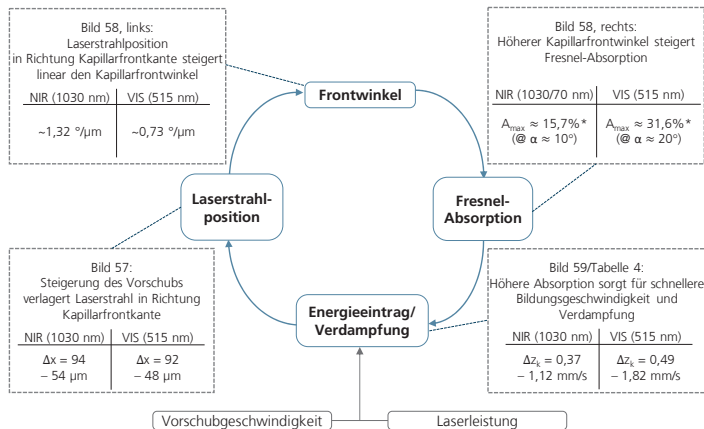 Bild 58, links:
Laserstrahlposition
in Richtung Kapillarfrontkante steigert
linear den Kapillarfrontwinkel
NIR (1030 nm) VIS (515 nm)
~1,32 °/µm ~0,73 °/µm
Bild 58, rechts:
Höherer Kapillarfrontwinkel steigert
Fresnel-Absorption
NIR (1030/70 nm) VIS (515 nm)
Amax ≈ 15,7%* Amax ≈ 31,6%*
(@ α ≈ 10°) (@ α ≈ 20°)
Frontwinkel
Laserstrahl-
position
Fresnel-
Absorption
Energieeintrag/
Verdampfung
Bild 57:
Steigerung des Vorschubs
verlagert Laserstrahl in Richtung
Kapillarfrontkante
NIR (1030 nm) VIS (515 nm)
Δx = 94 Δx = 92
– 54 µm – 48 µm
Bild 59/Tabelle 4:
Höhere Absorption sorgt für schnellere
Bildungsgeschwindigkeit und
Verdampfung
NIR (1030 nm) VIS (515 nm)
Δzk = 0,37 Δzk = 0,49
– 1,12 mm/s – 1,82 mm/s
Vorschubgeschwindigkeit Laserleistung